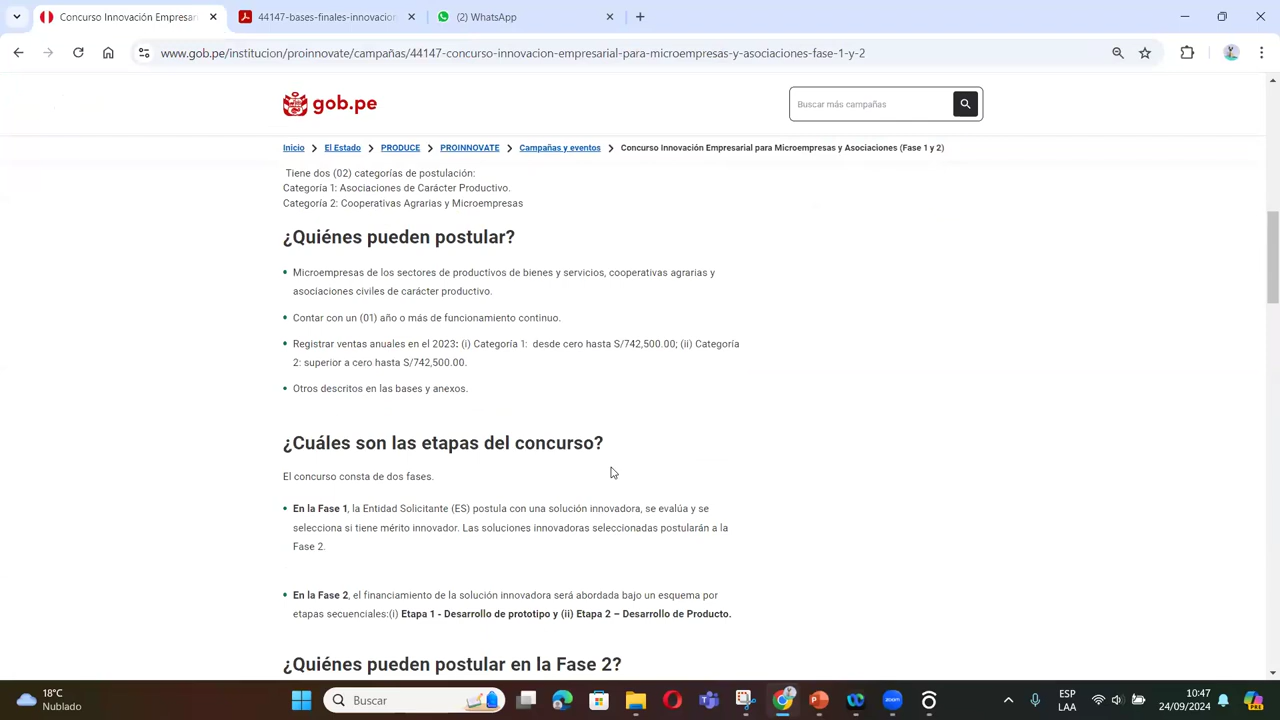 Concurso Innovación Empres
44147-bases-finales-innovacion
(2) WhatsApp
www.gob.pe/institucion/proinnovate/campañas/44147-concurso-innovacion-empresarial-para-microempresas-y-asociaciones-fase-1-y-2
gob.pe
Buscar más campañas
Inicio > El Estado > PRODUCE > PROINNOVATE > Campañas y eventos > Concurso Innovación Empresarial para Microempresas y Asociaciones (Fase 1 y 2)
Tiene dos (02) categorías de postulación:
Categoría 1: Asociaciones de Carácter Productivo.
Categoría 2: Cooperativas Agrarias y Microempresas
¿Quiénes pueden postular?
• Microempresas de los sectores de productivos de bienes y servicios, cooperativas agrarias y
asociaciones civiles de carácter productivo.
• Contar con un (01) año o más de funcionamiento continuo.
• Registrar ventas anuales en el 2023: (i) Categoría 1: desde cero hasta S/742,500.00; (ii) Categoría
2: superior a cero hasta S/742,500.00.
• Otros descritos en las bases y anexos.
¿Cuáles son las etapas del concurso?
El concurso consta de dos fases.
• En la Fase 1, la Entidad Solicitante (ES) postula con una solución innovadora, se evalúa y se
selecciona si tiene mérito innovador. Las soluciones innovadoras seleccionadas postularán a la
Fase 2.
• En la Fase 2, el financiamiento de la solución innovadora será abordada bajo un esquema por
etapas secuenciales:(i) Etapa 1 - Desarrollo de prototipo y (ii) Etapa 2 – Desarrollo de Producto.
¿Quiénes pueden postular en la Fase 2?
18°C
Nublado
Buscar
zoom
ESP
LAA
10:47
24/09/2024